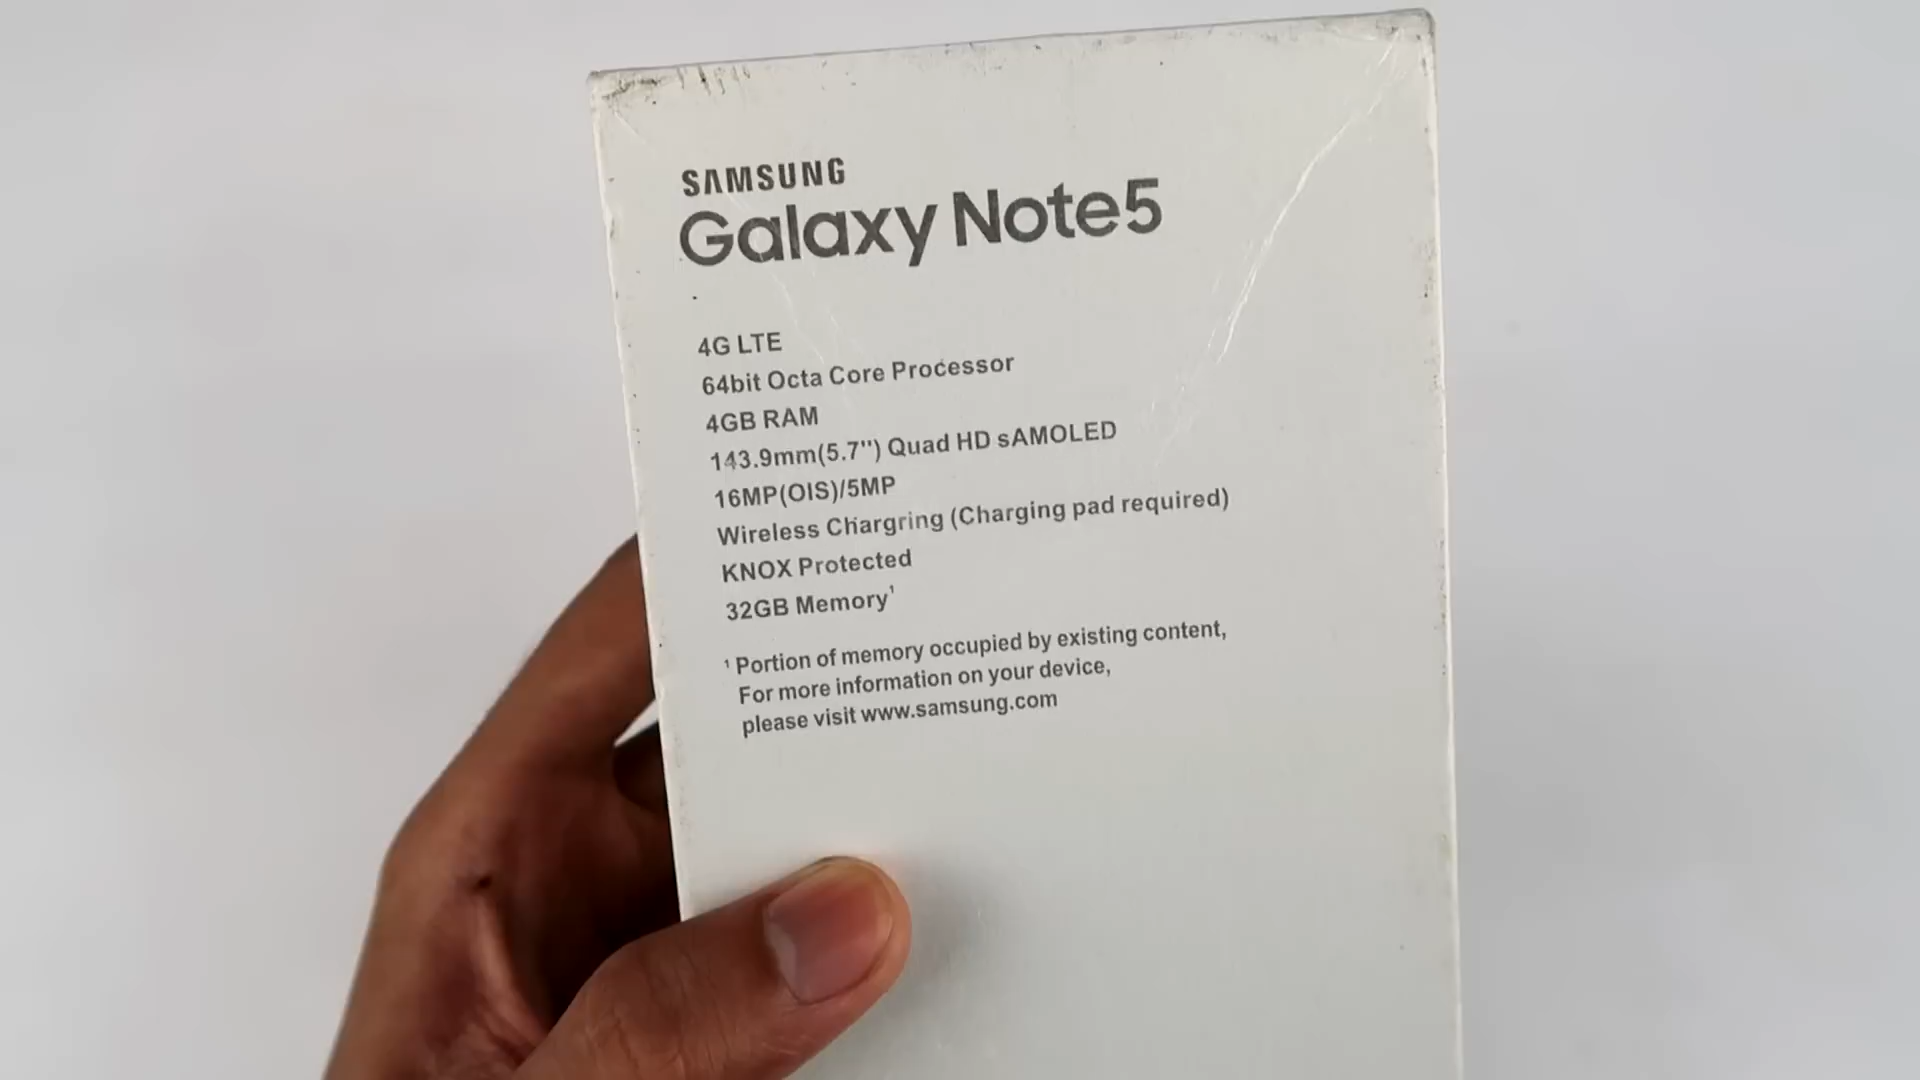 SAMSUNG
Galaxy Note5
4G LTE
64bit Octa Core Processor
4GB RAM
143.9mm(5.7'') Quad HD sAMOLED
16MP(OIS)/5MP
Wireless Chargring (Charging pad required)
KNOX Protected
32GB Memory¹
¹ Portion of memory occupied by existing content,
For more information on your device,
please visit www.samsung.com